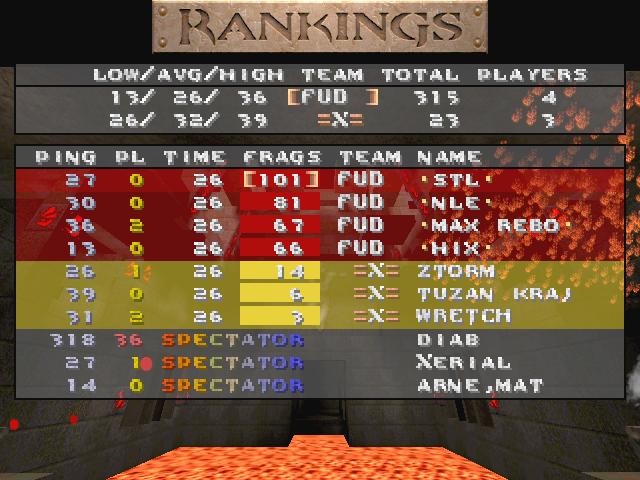 RANKINGS
LOW/AVG/HIGH TEAM TOTAL PLAYERS
13/ 26/ 36 [FUD ] 315 4
26/ 32/ 39 =X= 23 3
PING PL TIME FRAGS TEAM NAME
27 0 26 [101] FUD ·STL·
30 0 26 81 FUD ·NLE·
36 2 26 67 FUD ·MAX REBO·
13 0 26 66 FUD ·HIX·
26 1 26 14 =X= ZTORM
39 0 26 6 =X= TUZAN KRAJ
31 2 26 3 =X= WRETCH
318 36 SPECTATOR DIAB
27 1 SPECTATOR XERIAL
14 0 SPECTATOR ARNE,MAT